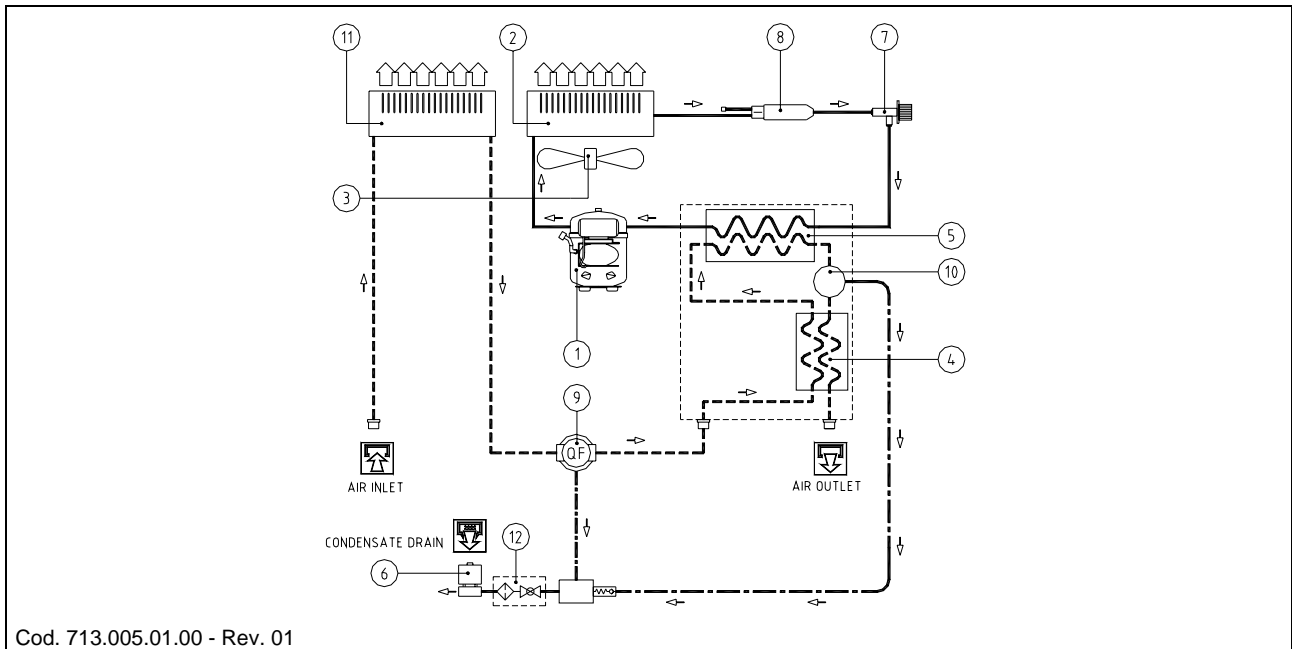 11
2
8
7
3
5
10
1
4
9
QF
AIR INLET
AIR OUTLET
CONDENSATE DRAIN
12
6
Cod. 713.005.01.00 - Rev. 01